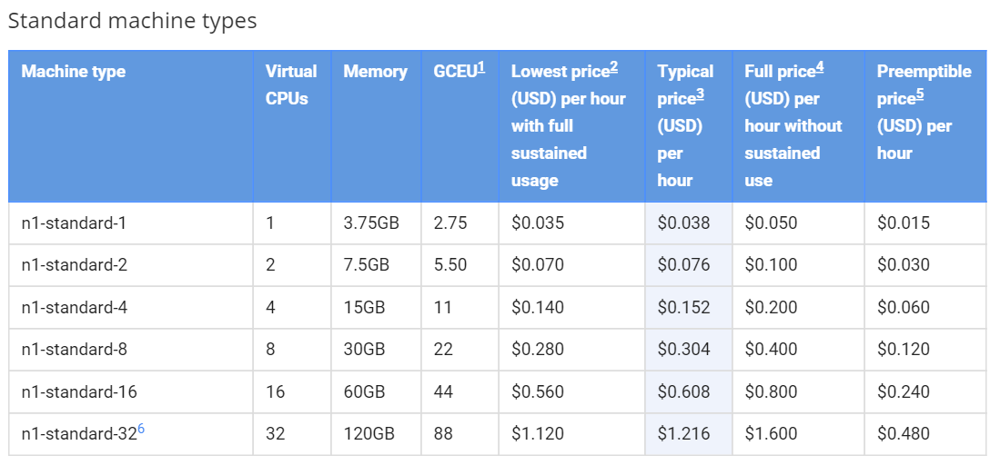 Standard machine types
Machine type Virtual CPUs Memory GCEU1 Lowest price2 (USD) per hour with full sustained usage Typical price3 (USD) per hour Full price4 (USD) per hour without sustained use Preemptible price5 (USD) per hour
n1-standard-1 1 3.75GB 2.75 $0.035 $0.038 $0.050 $0.015
n1-standard-2 2 7.5GB 5.50 $0.070 $0.076 $0.100 $0.030
n1-standard-4 4 15GB 11 $0.140 $0.152 $0.200 $0.060
n1-standard-8 8 30GB 22 $0.280 $0.304 $0.400 $0.120
n1-standard-16 16 60GB 44 $0.560 $0.608 $0.800 $0.240
n1-standard-326 32 120GB 88 $1.120 $1.216 $1.600 $0.480